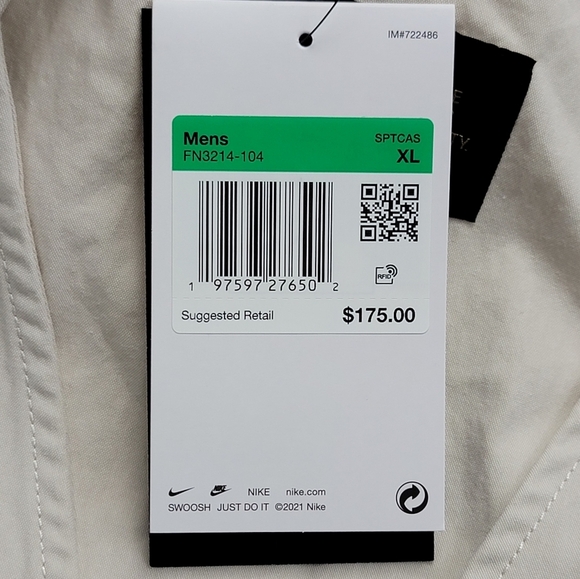 IM#722486
Mens SPTCAS
FN3214-104 XL
1 97597 27650 2
RFID
Suggested Retail $175.00
NIKE nike.com
SWOOSH JUST DO IT ©2021 Nike